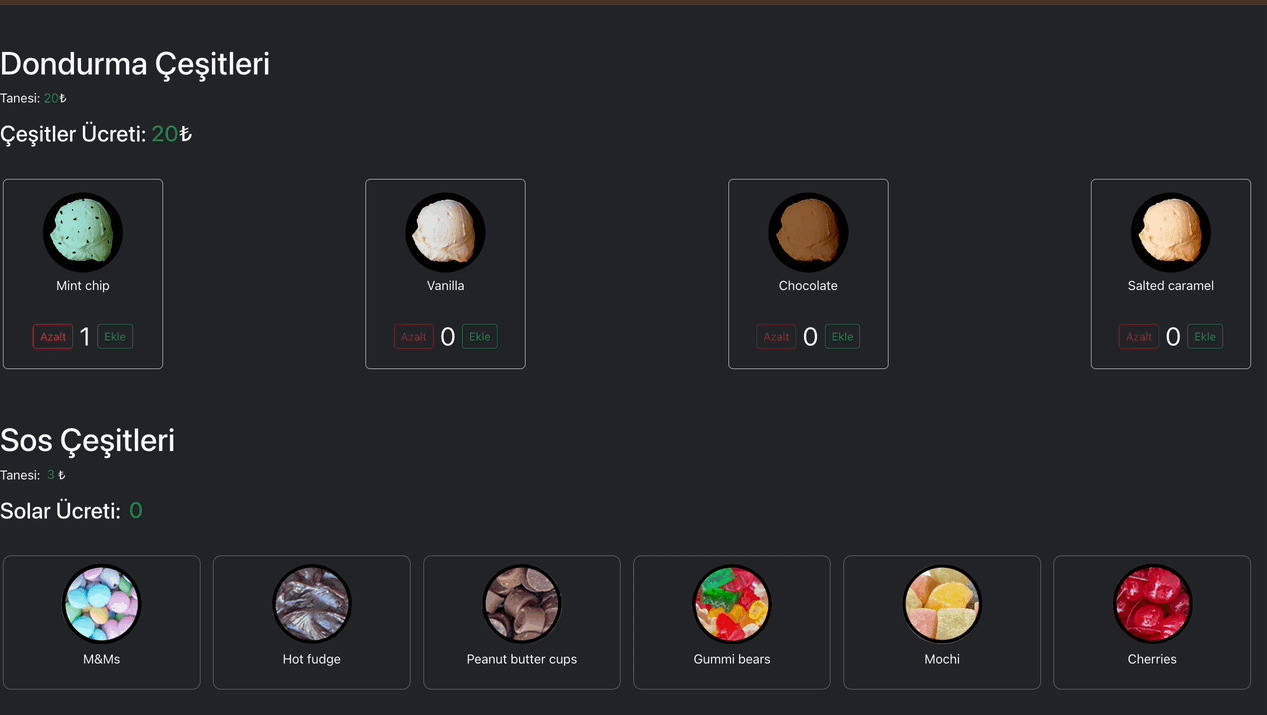 Dondurma Çeşitleri
Tanesi: 20₺
Çeşitler Ücreti: 20₺
Mint chip
Vanilla
Chocolate
Salted caramel
Azalt 1 Ekle
Azalt 0 Ekle
Azalt 0 Ekle
Azalt 0 Ekle
Sos Çeşitleri
Tanesi: 3 ₺
Solar Ücreti: 0
M&Ms
Hot fudge
Peanut butter cups
Gummi bears
Mochi
Cherries